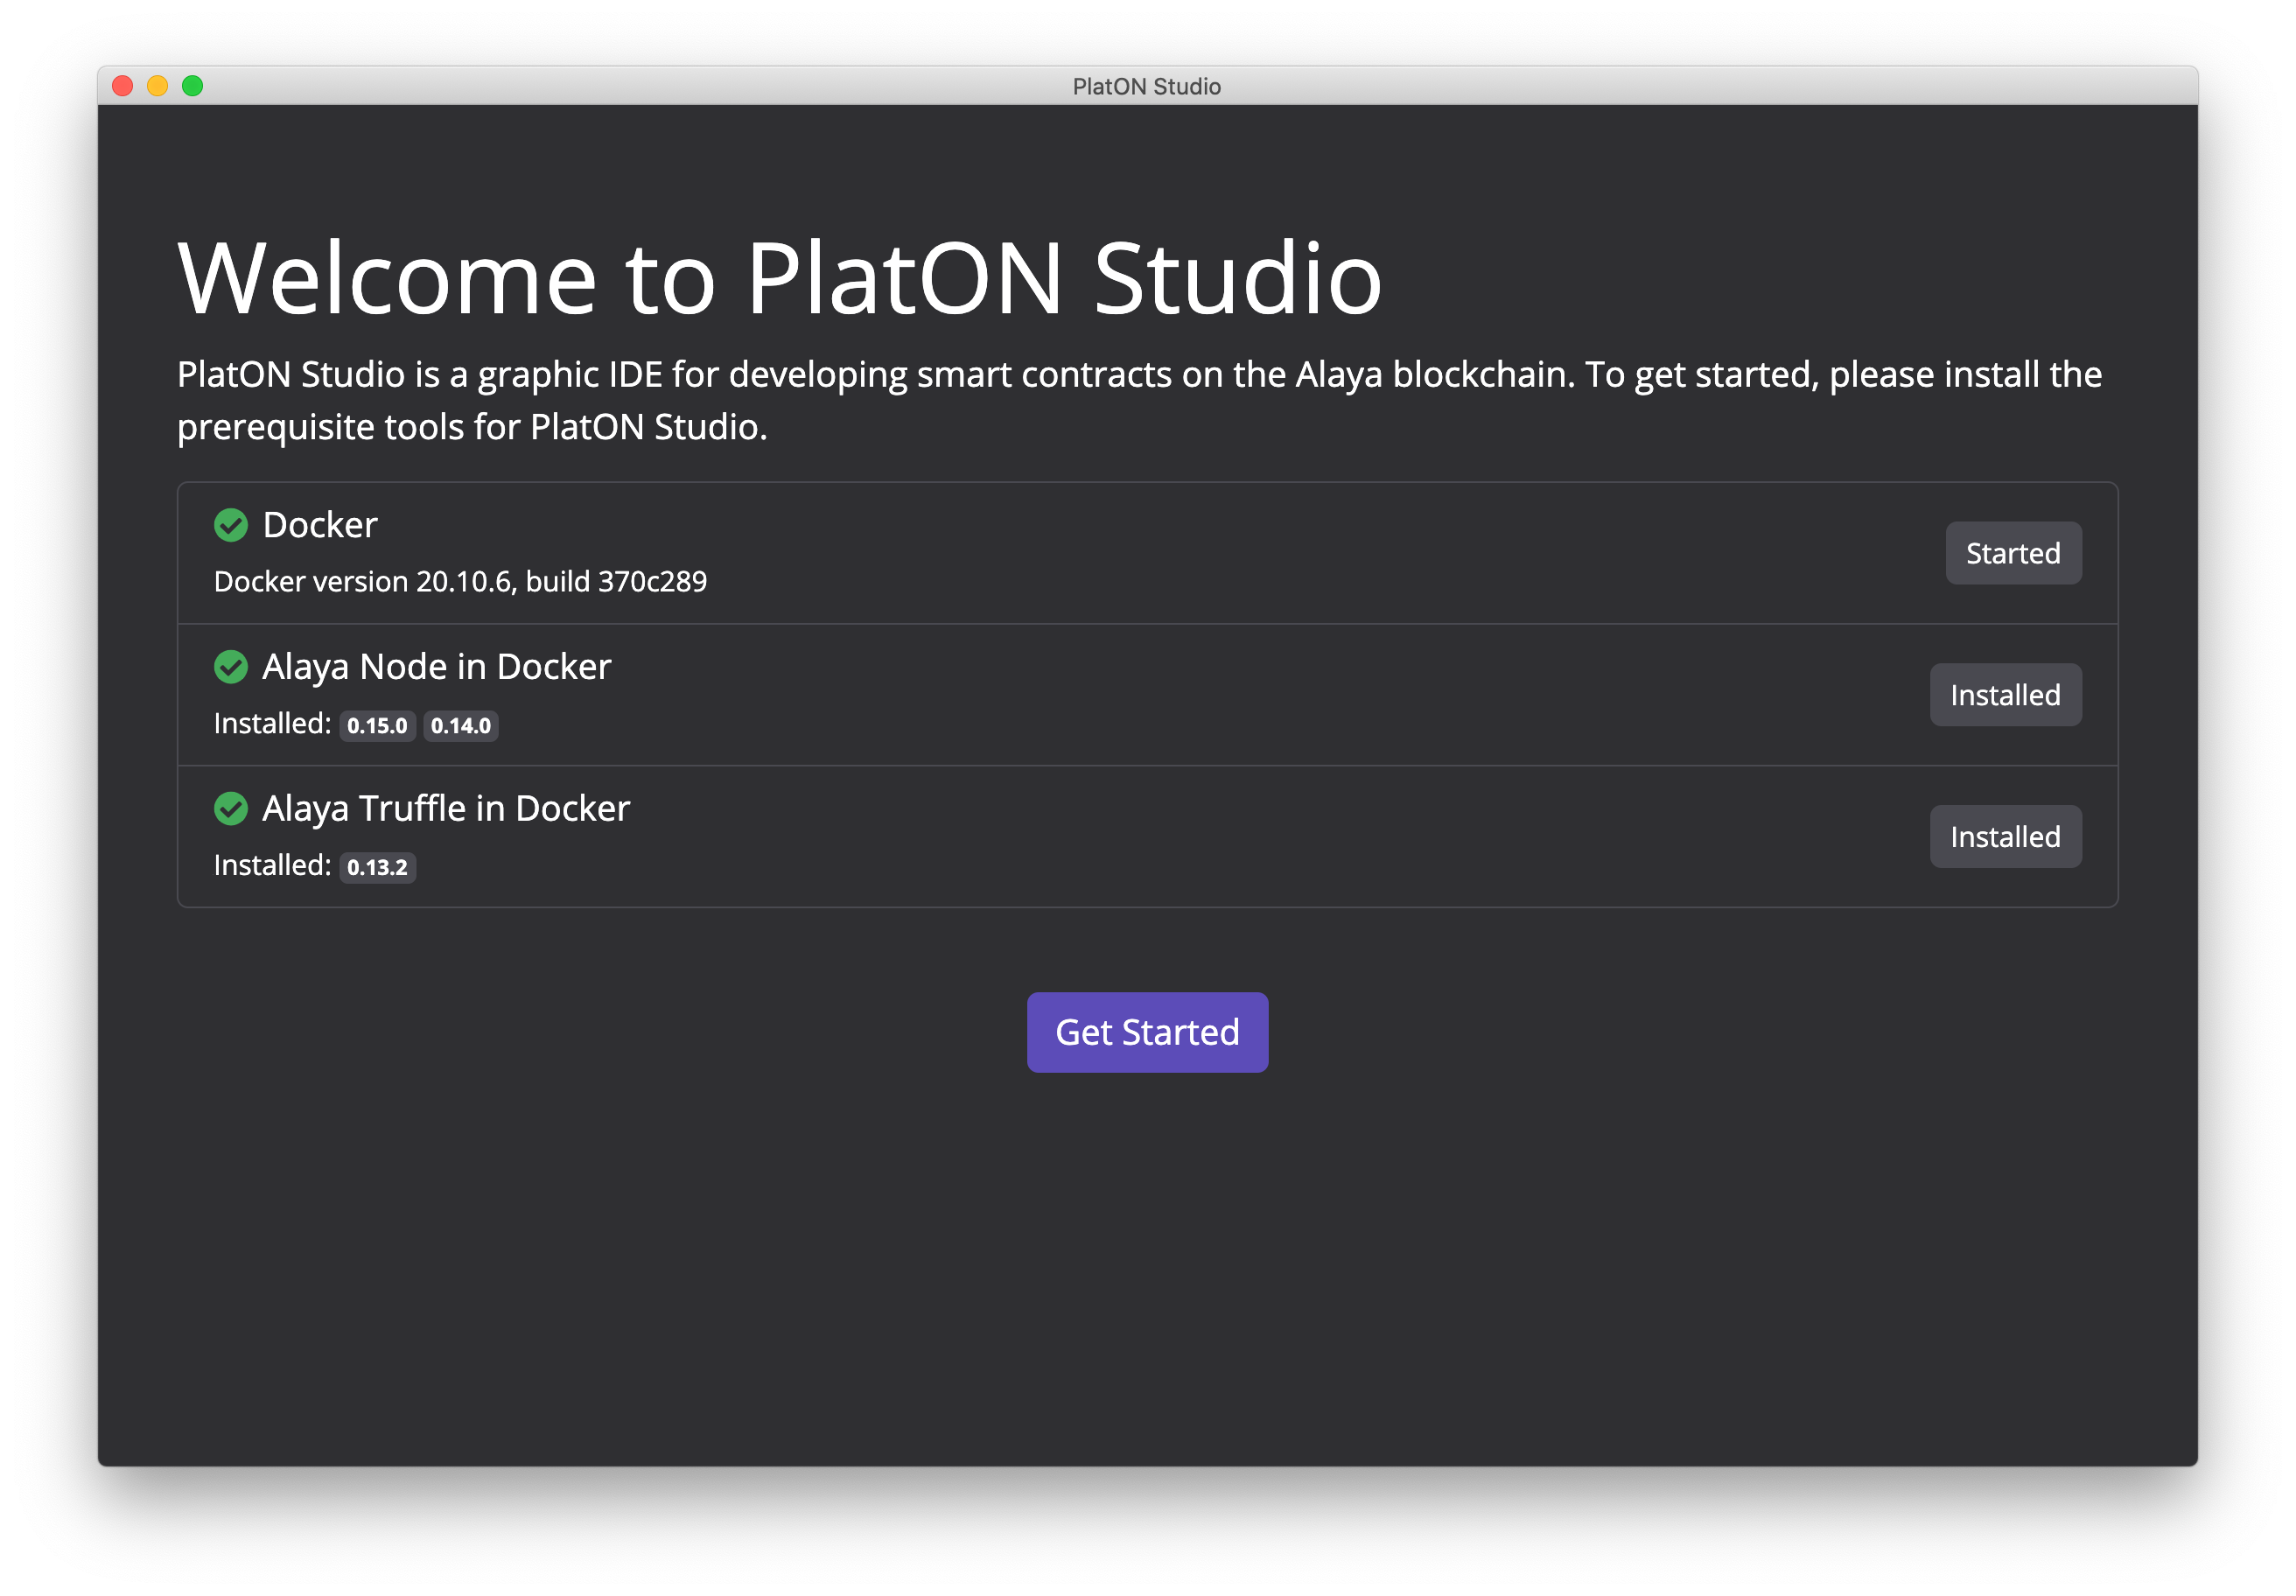 PlatON Studio
Welcome to PlatON Studio
PlatON Studio is a graphic IDE for developing smart contracts on the Alaya blockchain. To get started, please install the
prerequisite tools for PlatON Studio.
Docker
Docker version 20.10.6, build 370c289
Started
Alaya Node in Docker
Installed: 0.15.0 0.14.0
Installed
Alaya Truffle in Docker
Installed: 0.13.2
Installed
Get Started